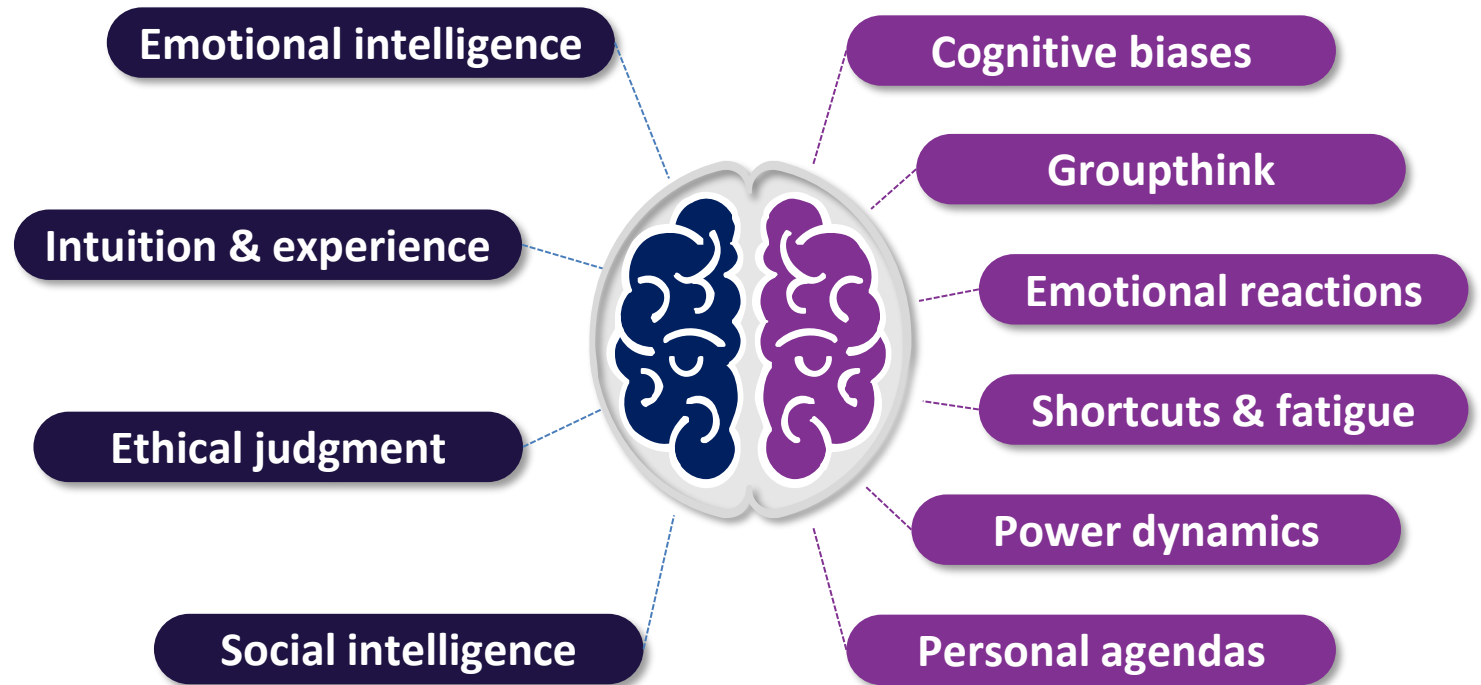 Emotional intelligence
Intuition & experience
Ethical judgment
Social intelligence
Cognitive biases
Groupthink
Emotional reactions
Shortcuts & fatigue
Power dynamics
Personal agendas